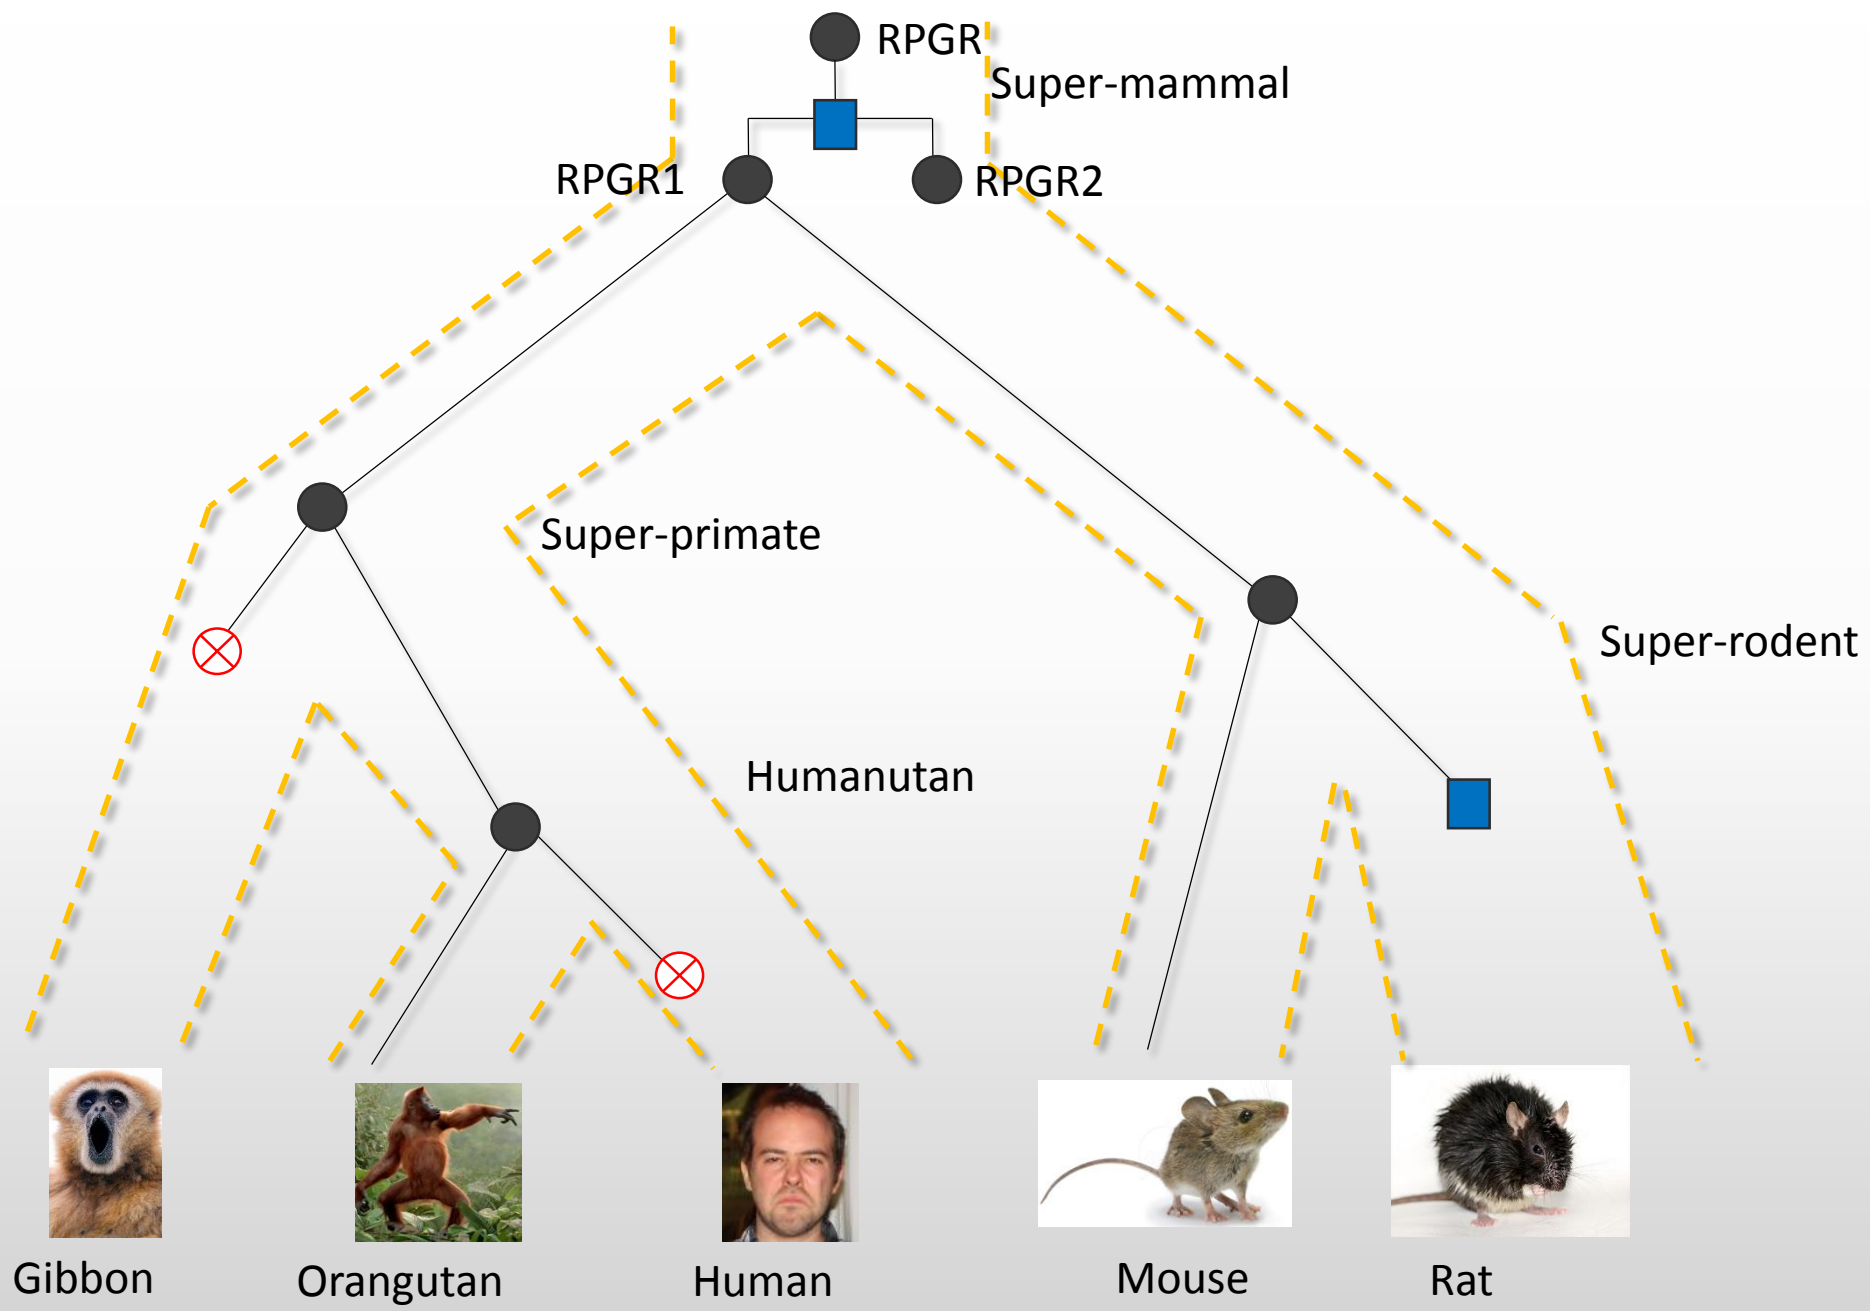 RPGR
Super-mammal
RPGR1
RPGR2
Super-primate
Super-rodent
Humanutan
Gibbon
Orangutan
Human
Mouse
Rat